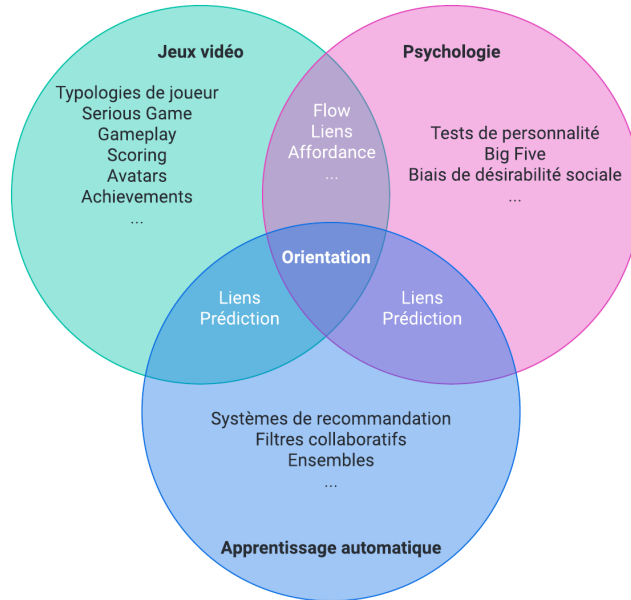 Jeux vidéo
Typologies de joueur
Serious Game
Gameplay
Scoring
Avatars
Achievements
...
Psychologie
Tests de personnalité
Big Five
Biais de désirabilité sociale
...
Flow
Liens
Affordance
...
Orientation
Liens
Prédiction
Liens
Prédiction
Systèmes de recommandation
Filtres collaboratifs
Ensembles
...
Apprentissage automatique